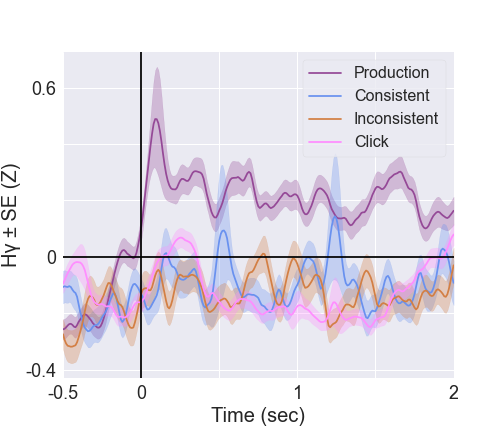 Production
Consistent
Inconsistent
Click
0.6
0
-0.4
Hγ ± SE (Z)
-0.5 0 1 2
Time (sec)